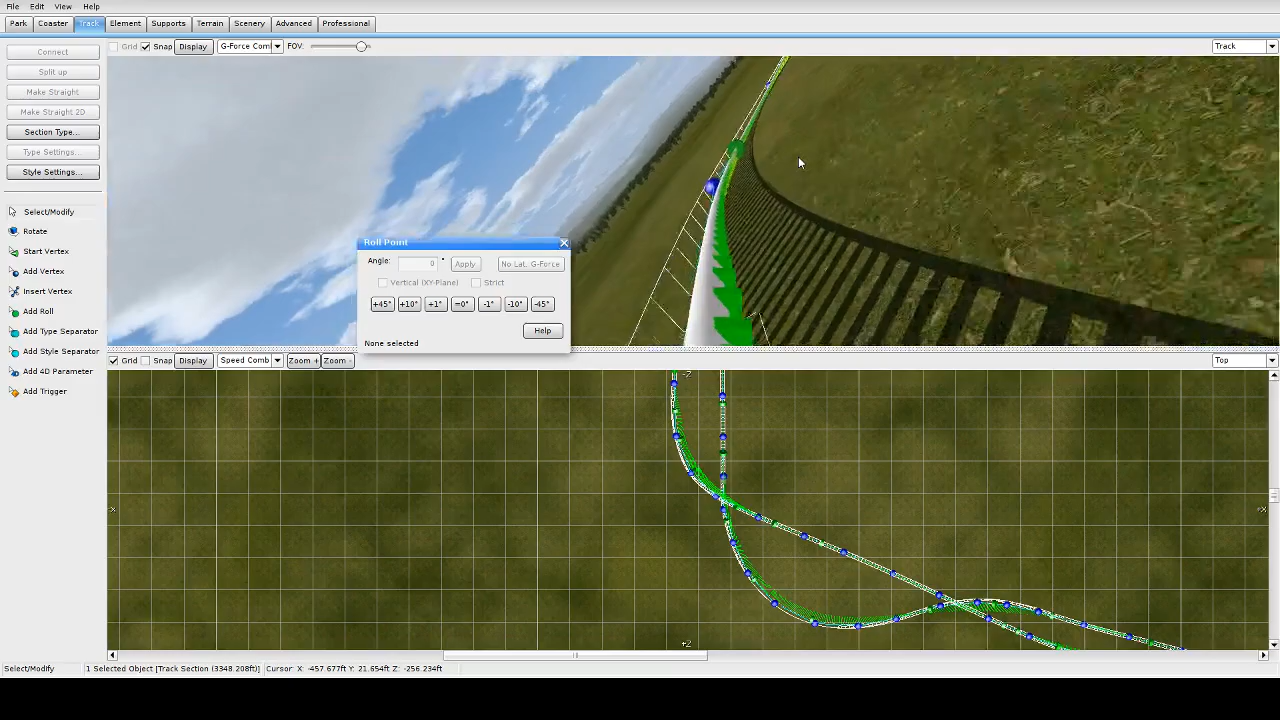 File Edit View Help
Park Coaster Track Element Supports Terrain Scenery Advanced Professional
Grid Snap Display G-Force Com FOV: Track
Connect
Split up
Make Straight
Make Straight 2D
Section Type...
Type Settings...
Style Settings...
Select/Modify
Rotate
Start Vertex
Add Vertex
Insert Vertex
Add Roll
Add Type Separator
Add Style Separator
Add 4D Parameter
Add Trigger
Roll Point
Angle: 0 ° Apply No Lat. G-Force
Vertical (XY-Plane) Strict
+45° +10° +1° =0° -1° -10° -45°
Help
None selected
Grid Snap Display Speed Comb Zoom + Zoom - Top
-Z
-X +X
+Z
Select/Modify 1 Selected Object [Track Section (3348.208ft)] Cursor: X: -457.677ft Y: 21.654ft Z: -256.234ft